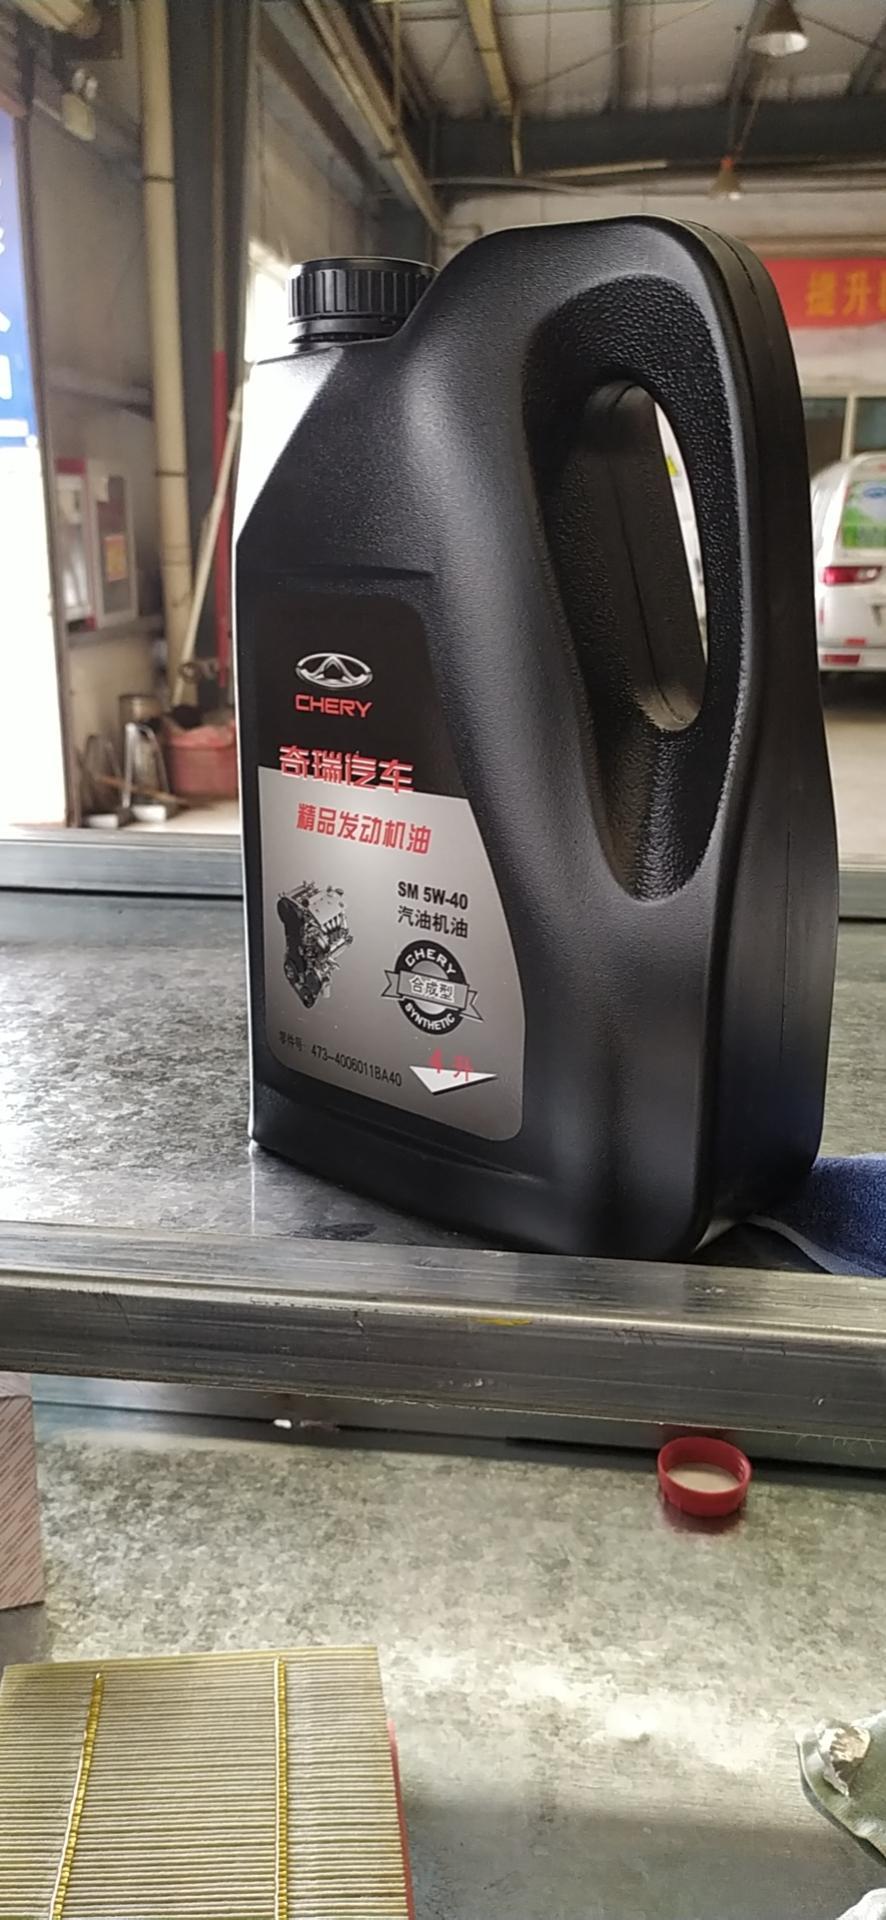 提升
CHERY
奇瑞汽车
精品发动机油
SM 5W-40
汽油机油
CHERY
合成型
SYNTHETIC
零件号: 473-4006011BA40
4 升